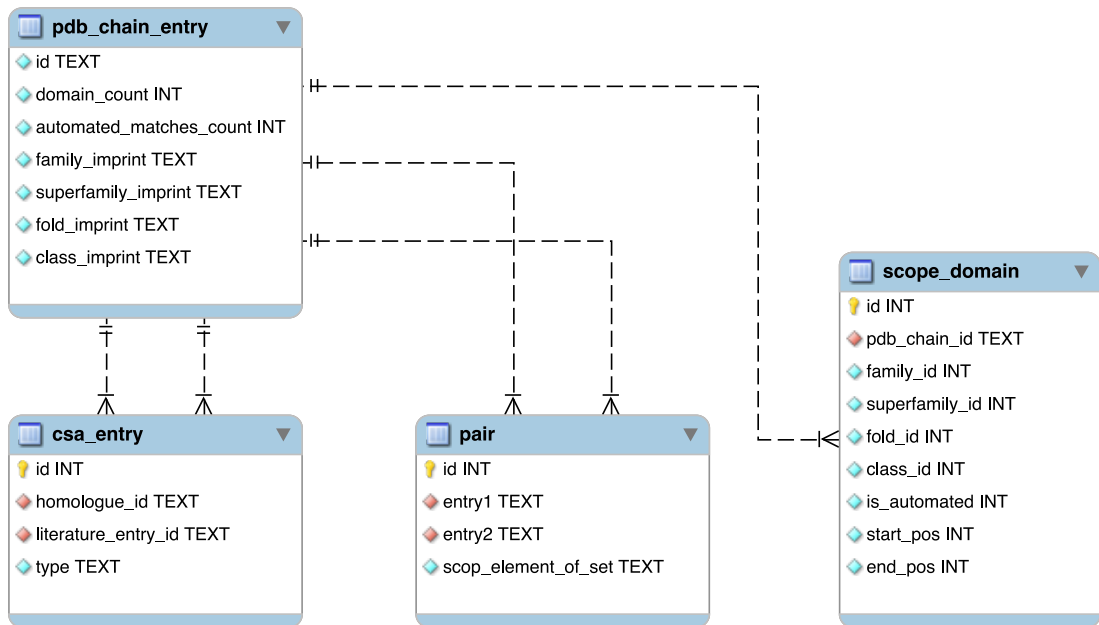 pdb_chain_entry
id TEXT
domain_count INT
automated_matches_count INT
family_imprint TEXT
superfamily_imprint TEXT
fold_imprint TEXT
class_imprint TEXT
scope_domain
id INT
pdb_chain_id TEXT
family_id INT
superfamily_id INT
fold_id INT
class_id INT
is_automated INT
start_pos INT
end_pos INT
csa_entry
id INT
homologue_id TEXT
literature_entry_id TEXT
type TEXT
pair
id INT
entry1 TEXT
entry2 TEXT
scop_element_of_set TEXT